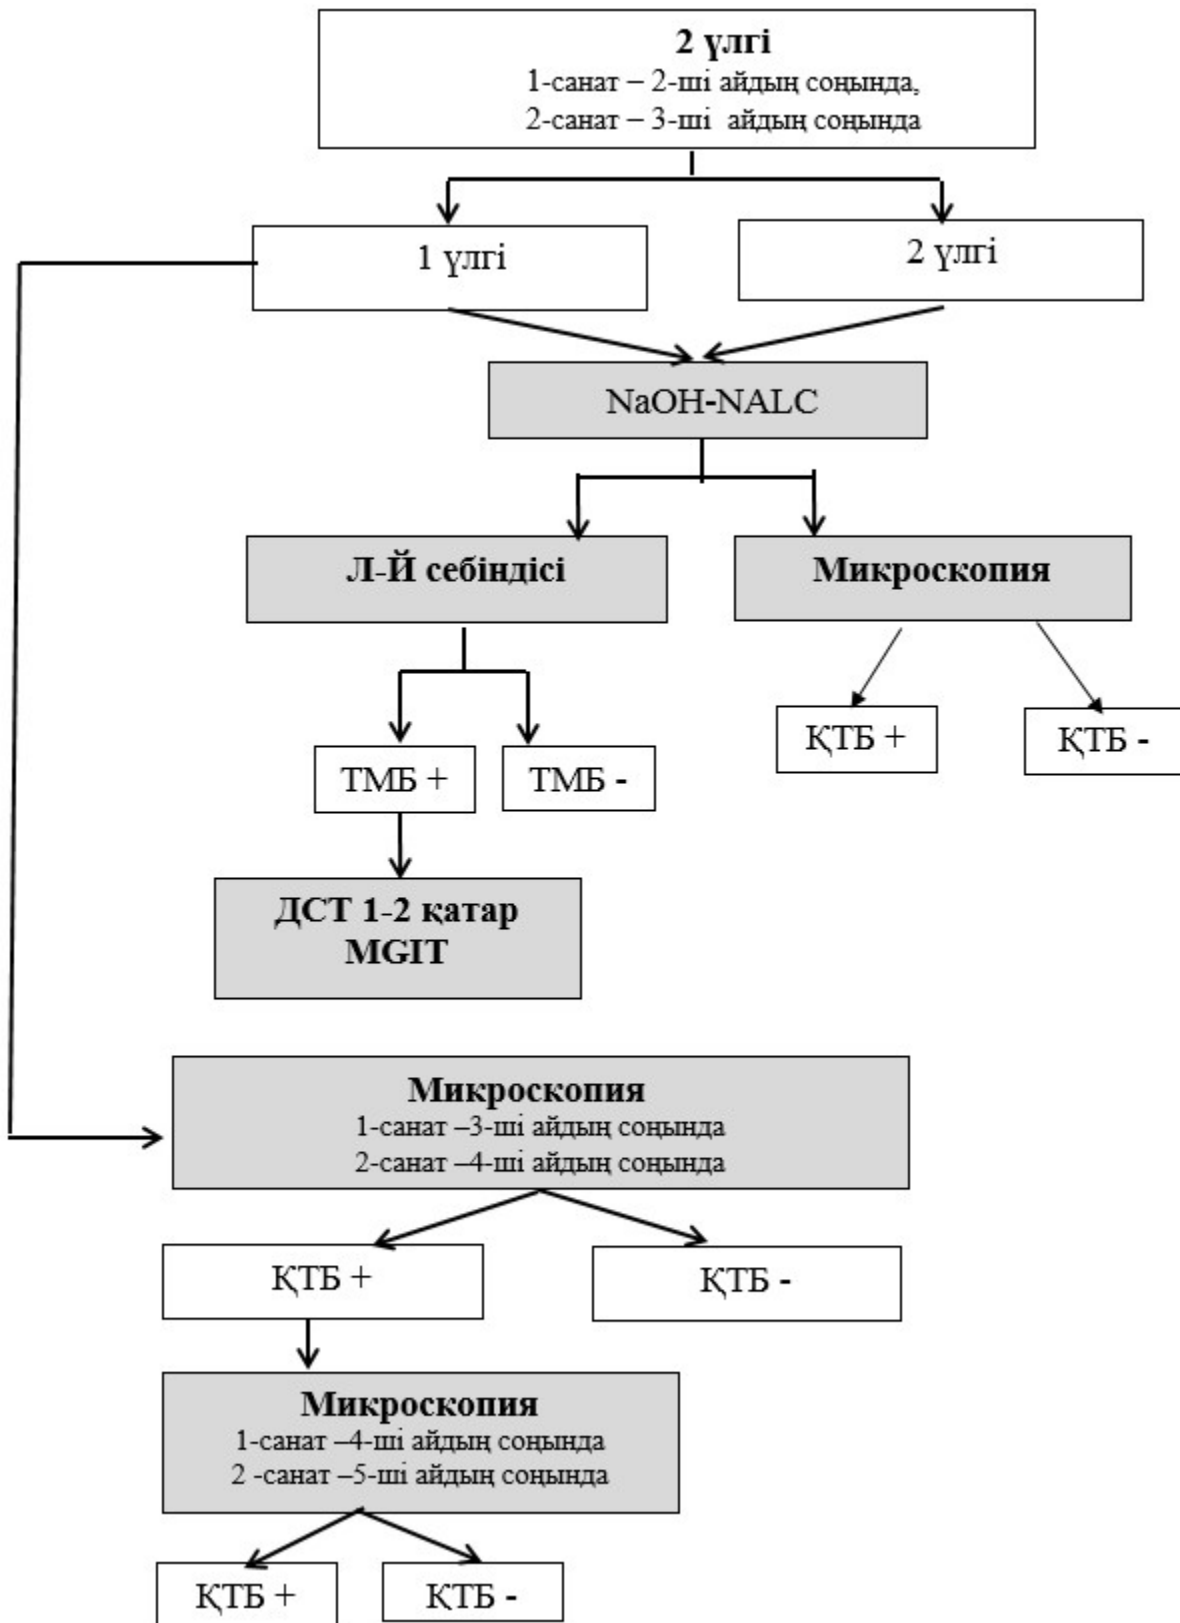 2 үлгі
1-санат – 2-ші айдың соңында,
2-санат – 3-ші айдың соңында
1 үлгі
2 үлгі
NaOH-NALC
Л-Й себіндісі
Микроскопия
ҚТБ +
ҚТБ -
ТМБ +
ТМБ -
ДСТ 1-2 қатар
MGIT
Микроскопия
1-санат –3-ші айдың соңында
2-санат –4-ші айдың соңында
ҚТБ +
ҚТБ -
Микроскопия
1-санат –4-ші айдың соңында
2 -санат –5-ші айдың соңында
ҚТБ +
ҚТБ -